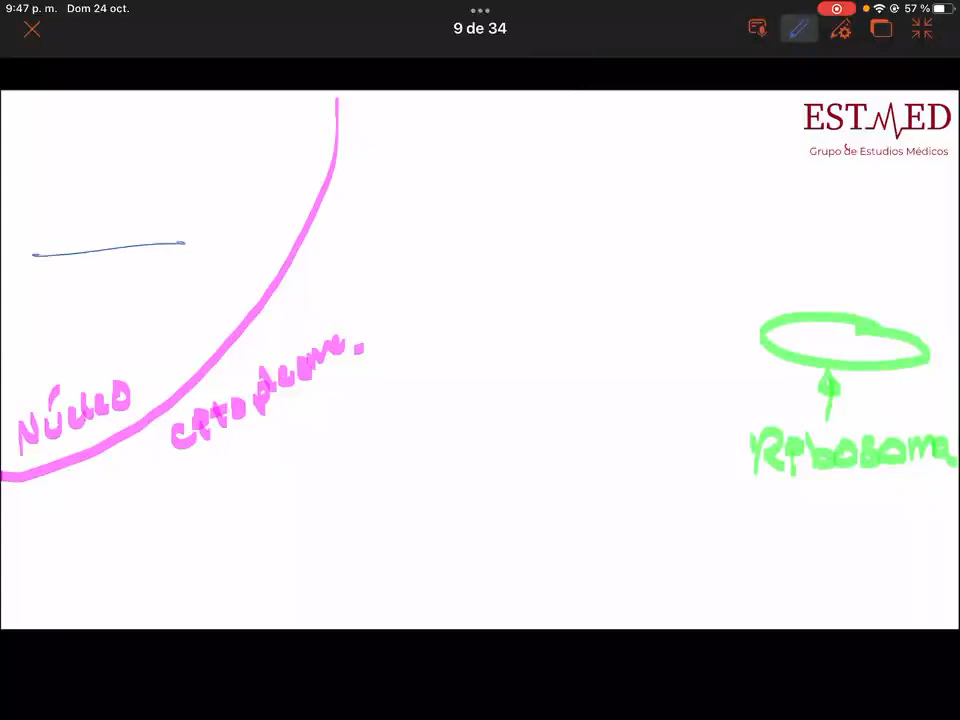 9:47 p. m. Dom 24 oct.
57 %
9 de 34
ESTMED
Grupo de Estudios Médicos
Núcleo
citoplasma.
Ribosoma